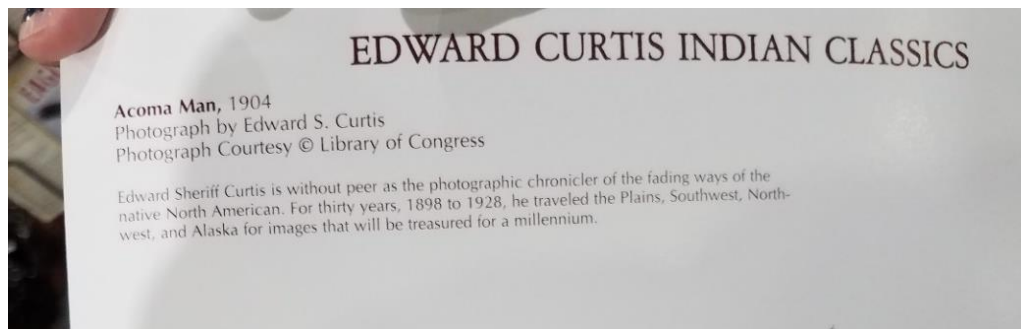 EDWARD CURTIS INDIAN CLASSICS
Acoma Man, 1904
Photograph by Edward S. Curtis
Photograph Courtesy © Library of Congress
Edward Sheriff Curtis is without peer as the photographic chronicler of the fading ways of the
native North American. For thirty years, 1898 to 1928, he traveled the Plains, Southwest, North-
west, and Alaska for images that will be treasured for a millennium.